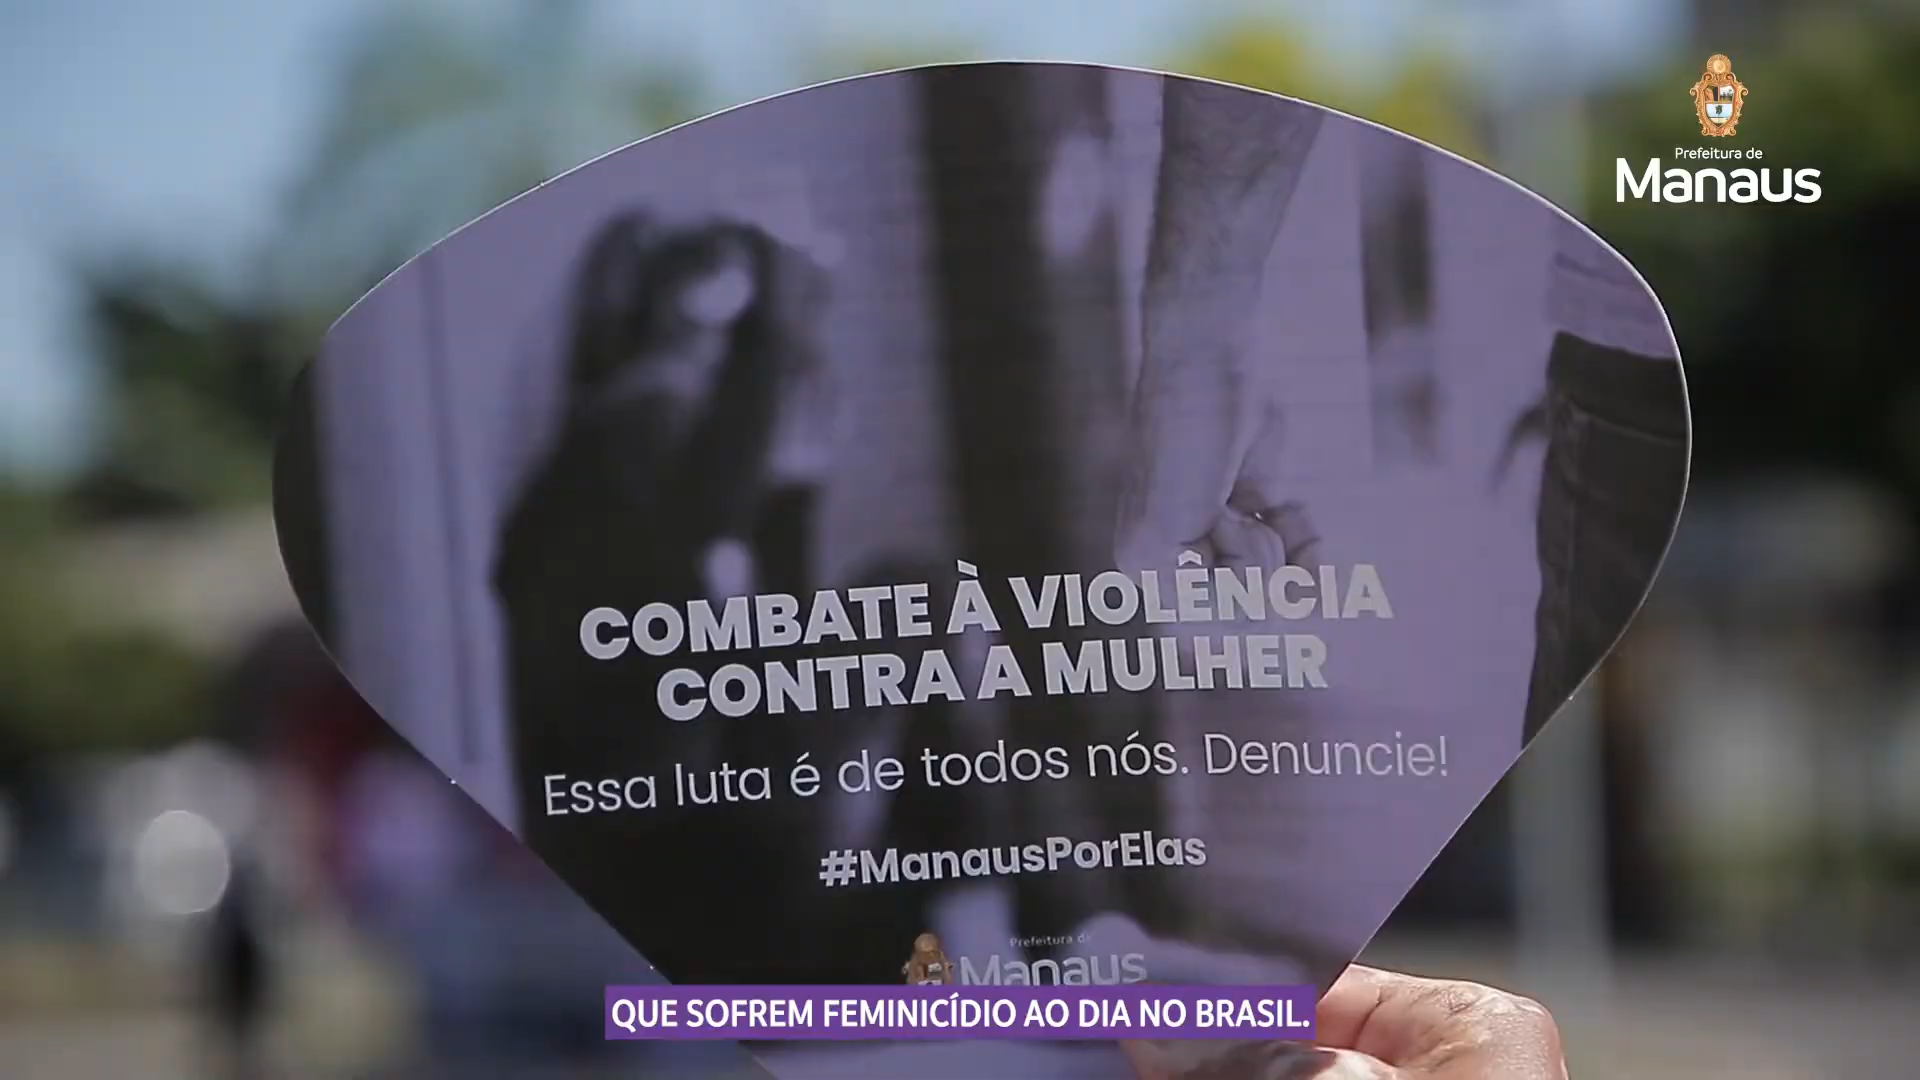 Prefeitura de
Manaus
COMBATE À VIOLÊNCIA
CONTRA A MULHER
Essa luta é de todos nós. Denuncie!
#ManausPorElas
Prefeitura de
Manaus
QUE SOFREM FEMINICÍDIO AO DIA NO BRASIL.